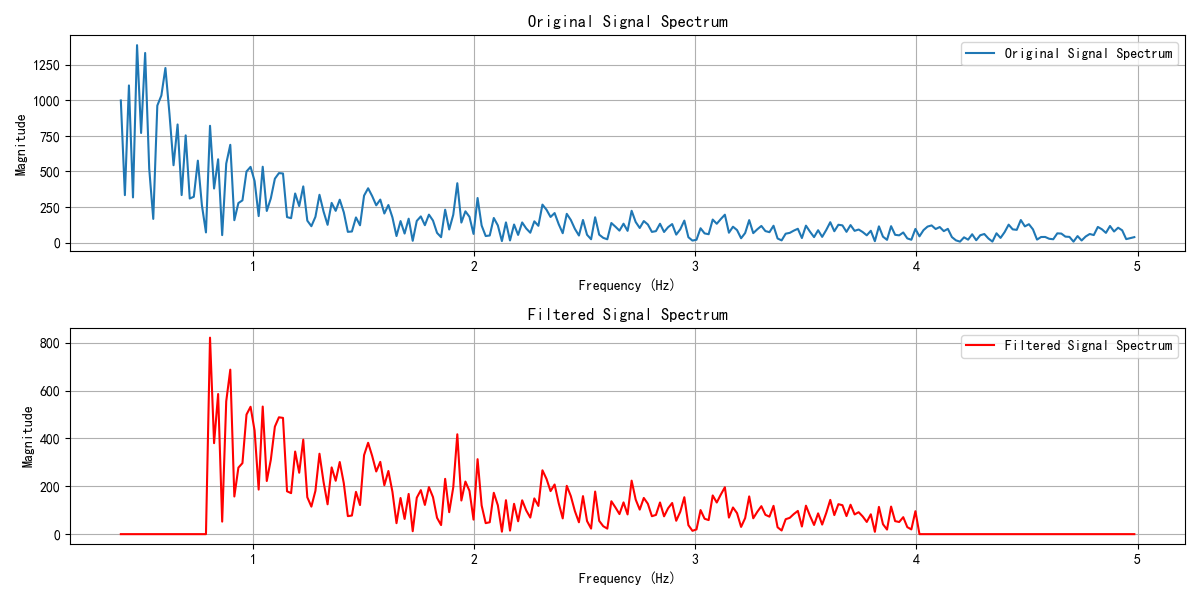 Original Signal Spectrum
Original Signal Spectrum
Magnitude
1250
1000
750
500
250
0
1 2 3 4 5
Frequency (Hz)
Filtered Signal Spectrum
Filtered Signal Spectrum
Magnitude
800
600
400
200
0
1 2 3 4 5
Frequency (Hz)